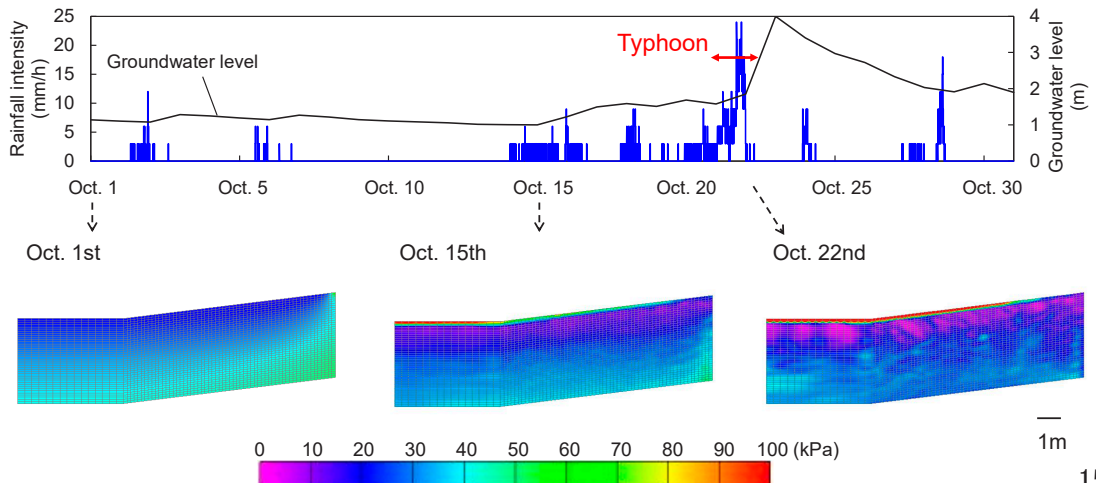 Rainfall intensity
(mm/h)
25
20
15
10
5
0
Groundwater level
Typhoon
4
3
2
1
0
Groundwater level
(m)
Oct. 1
Oct. 5
Oct. 10
Oct. 15
Oct. 20
Oct. 25
Oct. 30
Oct. 1st
Oct. 15th
Oct. 22nd
1m
0 10 20 30 40 50 60 70 80 90 100 (kPa)